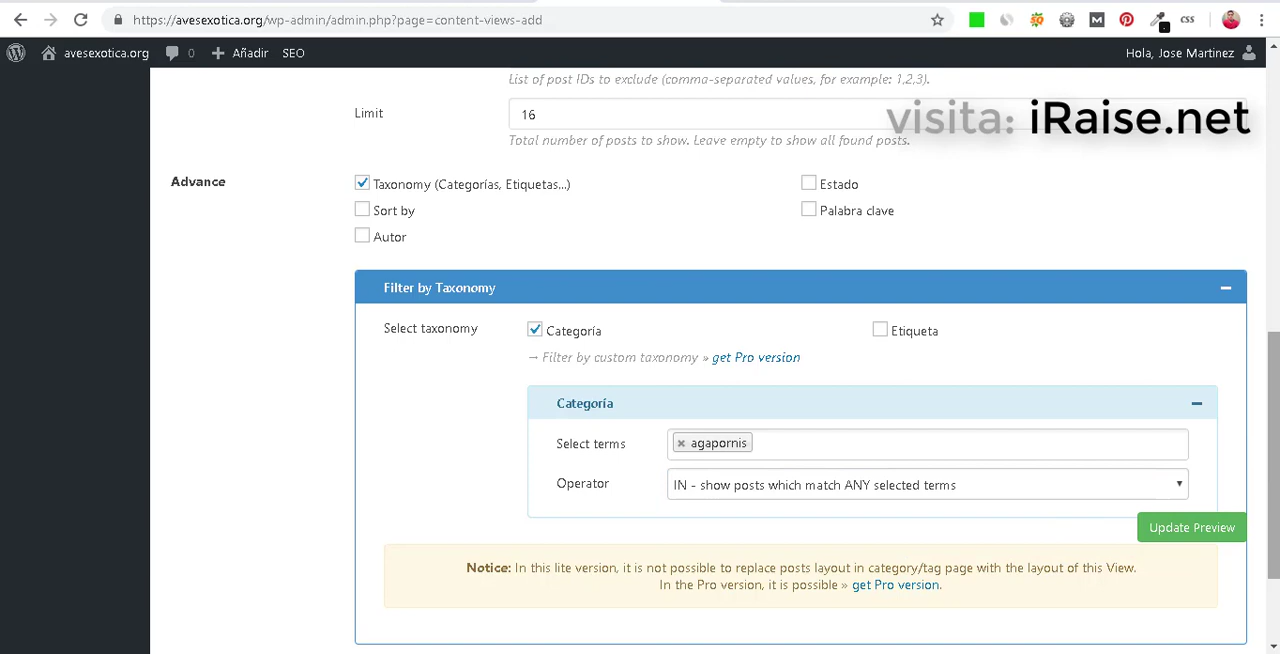 https://avesexotica.org/wp-admin/admin.php?page=content-views-add
M
css
avesexotica.org 0 Añadir SEO Hola, Jose Martinez
List of post IDs to exclude (comma-separated values, for example: 1,2,3).
Limit 16
visita: iRaise.net
Total number of posts to show. Leave empty to show all found posts.
Advance Taxonomy (Categorías, Etiquetas...) Estado
Sort by Palabra clave
Autor
Filter by Taxonomy
Select taxonomy Categoría Etiqueta
→ Filter by custom taxonomy » get Pro version
Categoría
Select terms × agapornis
Operator IN - show posts which match ANY selected terms
Update Preview
Notice: In this lite version, it is not possible to replace posts layout in category/tag page with the layout of this View.
In the Pro version, it is possible » get Pro version.